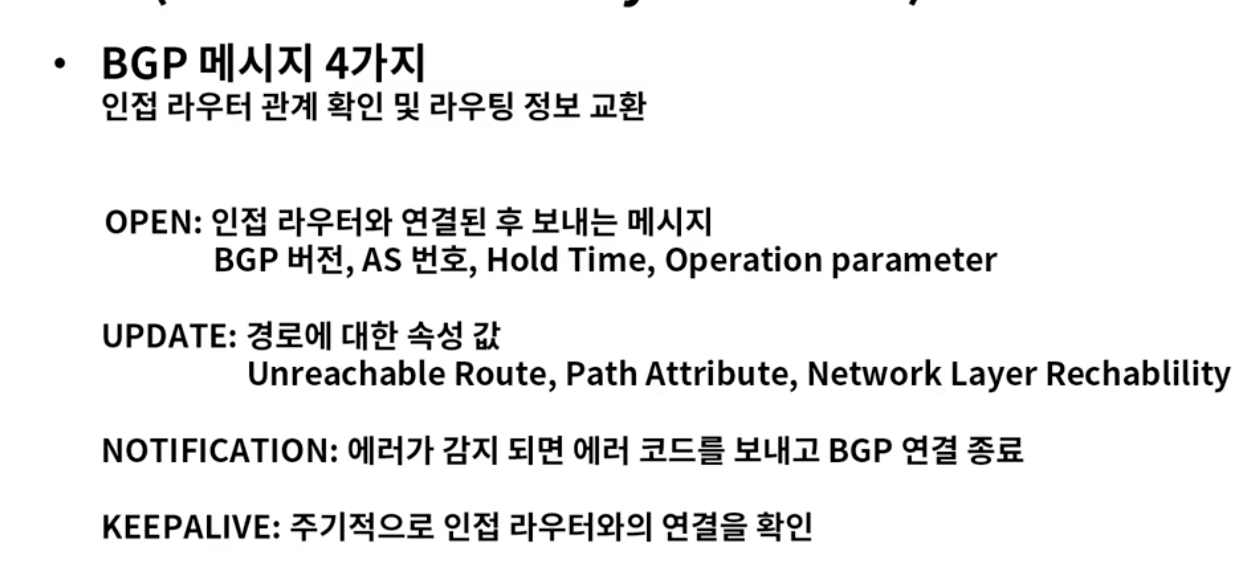 • BGP 메시지 4가지
인접 라우터 관계 확인 및 라우팅 정보 교환
OPEN: 인접 라우터와 연결된 후 보내는 메시지
BGP 버전, AS 번호, Hold Time, Operation parameter
UPDATE: 경로에 대한 속성 값
Unreachable Route, Path Attribute, Network Layer Rechablility
NOTIFICATION: 에러가 감지 되면 에러 코드를 보내고 BGP 연결 종료
KEEPALIVE: 주기적으로 인접 라우터와의 연결을 확인